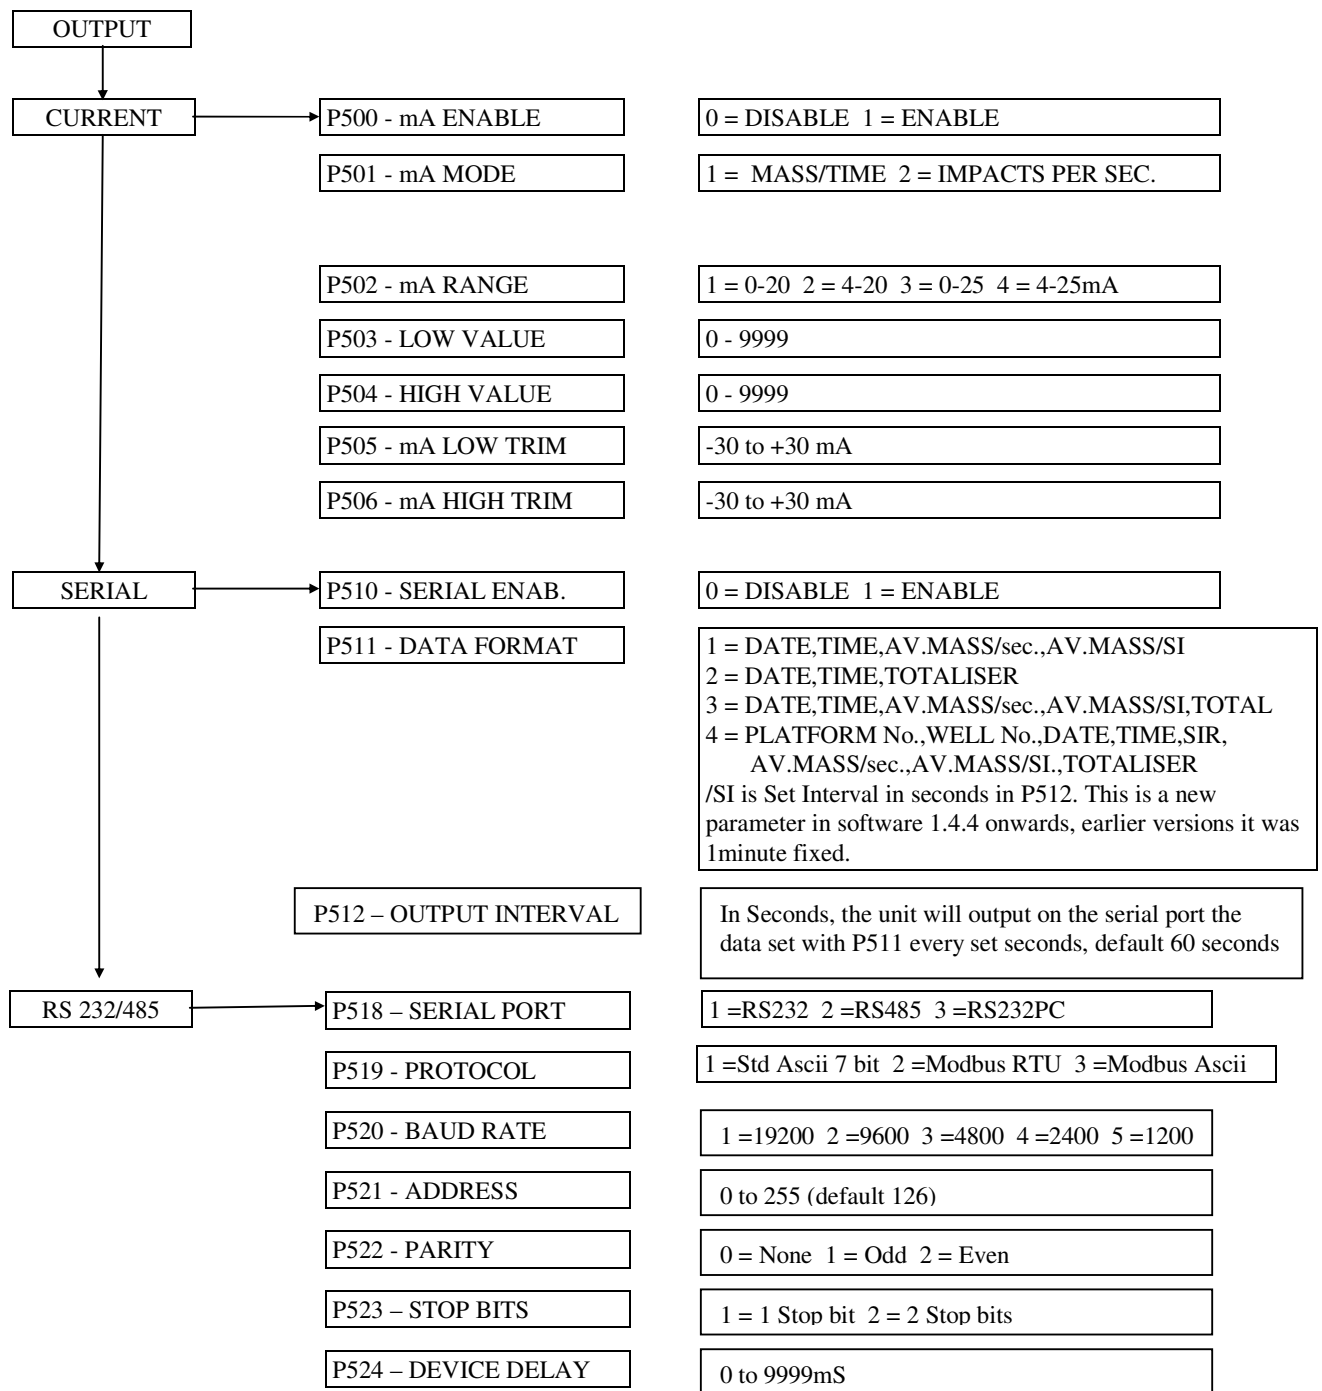 OUTPUT
CURRENT
P500 - mA ENABLE
0 = DISABLE  1 = ENABLE
P501 - mA MODE
1 =  MASS/TIME  2 = IMPACTS PER SEC.
P502 - mA RANGE
1 = 0-20  2 = 4-20  3 = 0-25  4 = 4-25mA
P503 - LOW VALUE
0 - 9999
P504 - HIGH VALUE
0 - 9999
P505 - mA LOW TRIM
-30 to +30 mA
P506 - mA HIGH TRIM
-30 to +30 mA
SERIAL
P510 - SERIAL ENAB.
0 = DISABLE  1 = ENABLE
P511 - DATA FORMAT
1 = DATE,TIME,AV.MASS/sec.,AV.MASS/SI
2 = DATE,TIME,TOTALISER
3 = DATE,TIME,AV.MASS/sec.,AV.MASS/SI,TOTAL
4 = PLATFORM No.,WELL No.,DATE,TIME,SIR,
AV.MASS/sec.,AV.MASS/SI.,TOTALISER
/SI is Set Interval in seconds in P512. This is a new
parameter in software 1.4.4 onwards, earlier versions it was
1minute fixed.
P512 – OUTPUT INTERVAL
In Seconds, the unit will output on the serial port the
data set with P511 every set seconds, default 60 seconds
RS 232/485
P518 – SERIAL PORT
1 =RS232  2 =RS485  3 =RS232PC
P519 - PROTOCOL
1 =Std Ascii 7 bit  2 =Modbus RTU  3 =Modbus Ascii
P520 - BAUD RATE
1 =19200  2 =9600  3 =4800  4 =2400  5 =1200
P521 - ADDRESS
0 to 255 (default 126)
P522 - PARITY
0 = None  1 = Odd  2 = Even
P523 – STOP BITS
1 = 1 Stop bit  2 = 2 Stop bits
P524 – DEVICE DELAY
0 to 9999mS